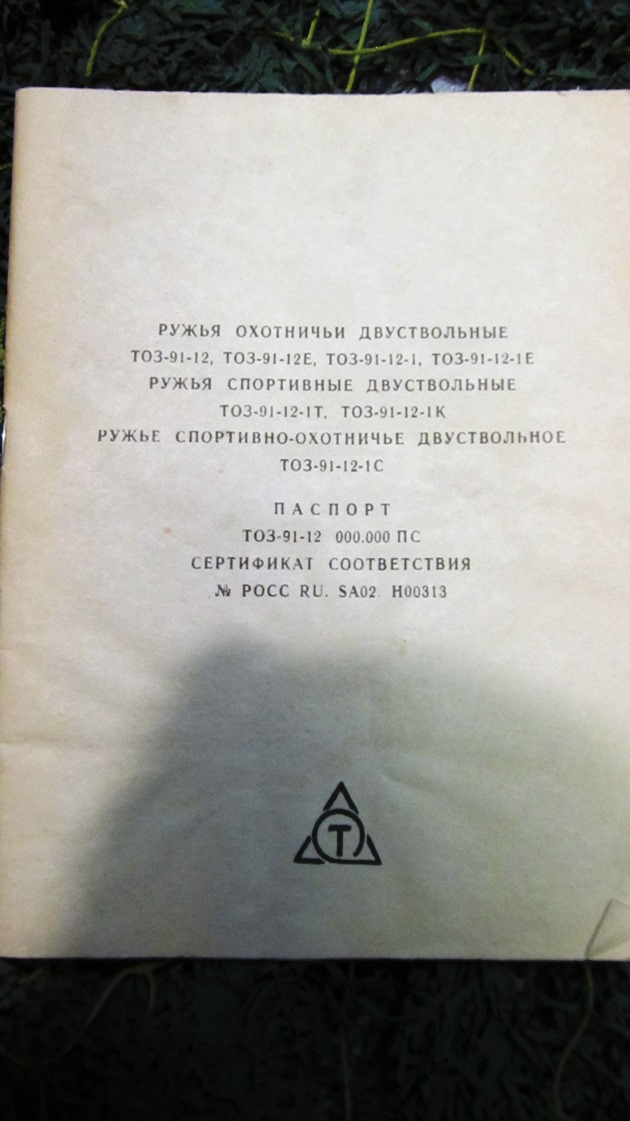 РУЖЬЯ ОХОТНИЧЬИ ДВУСТВОЛЬНЫЕ
ТОЗ-91-12, ТОЗ-91-12Е, ТОЗ-91-12-1, ТОЗ-91-12-1Е
РУЖЬЯ СПОРТИВНЫЕ ДВУСТВОЛЬНЫЕ
ТОЗ-91-12-1Т, ТОЗ-91-12-1К
РУЖЬЕ СПОРТИВНО-ОХОТНИЧЬЕ ДВУСТВОЛЬНОЕ
ТОЗ-91-12-1С
ПАСПОРТ
ТОЗ-91-12 000.000 ПС
СЕРТИФИКАТ СООТВЕТСТВИЯ
№ РОСС RU. SA02. Н00313
Т